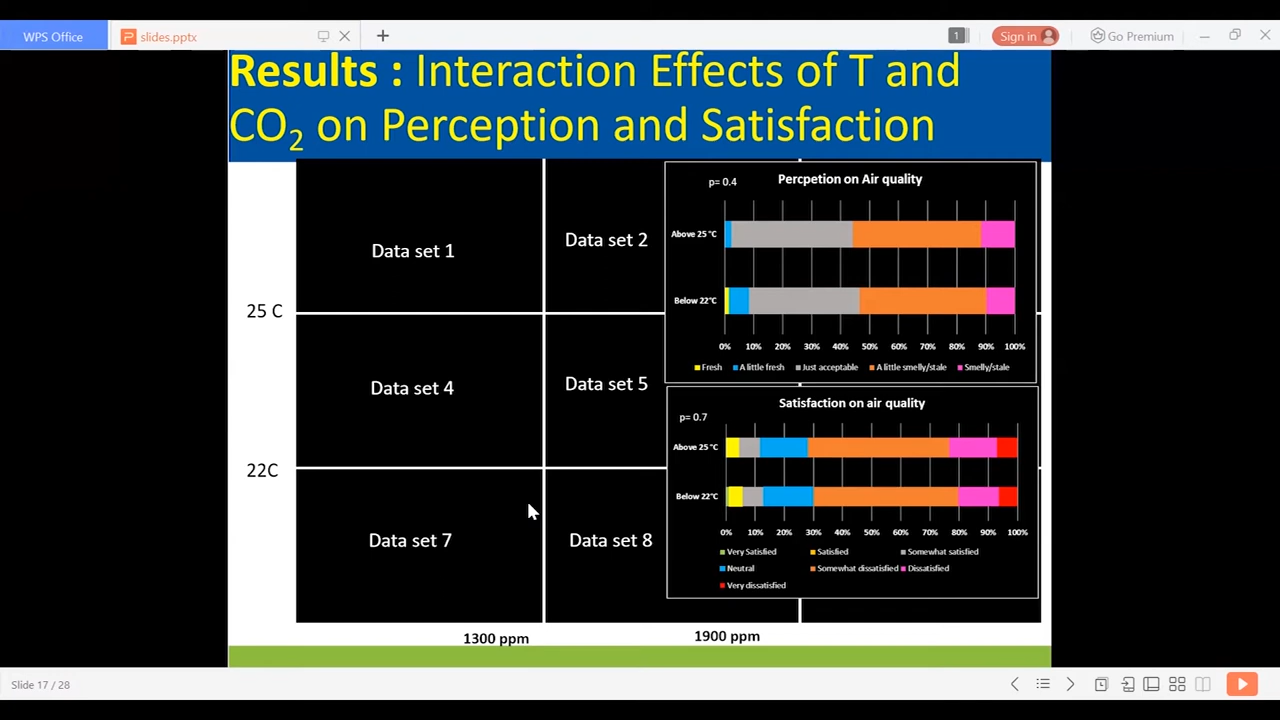 WPS Office
slides.pptx
1
Sign in
Go Premium
Results : Interaction Effects of T and
CO2 on Perception and Satisfaction
Data set 1
Data set 2
25 C
Data set 4
Data set 5
22C
Data set 7
Data set 8
1300 ppm
1900 ppm
p= 0.4
Percpetion on Air quality
Above 25 °C
Below 22°C
0% 10% 20% 30% 40% 50% 60% 70% 80% 90% 100%
Fresh A little fresh Just acceptable A little smelly/stale Smelly/stale
Satisfaction on air quality
p= 0.7
Above 25 °C
Below 22°C
0% 10% 20% 30% 40% 50% 60% 70% 80% 90% 100%
Very Satisfied Satisfied Somewhat satisfied
Neutral Somewhat dissatisfied Dissatisfied
Very dissatisfied
Slide 17 / 28